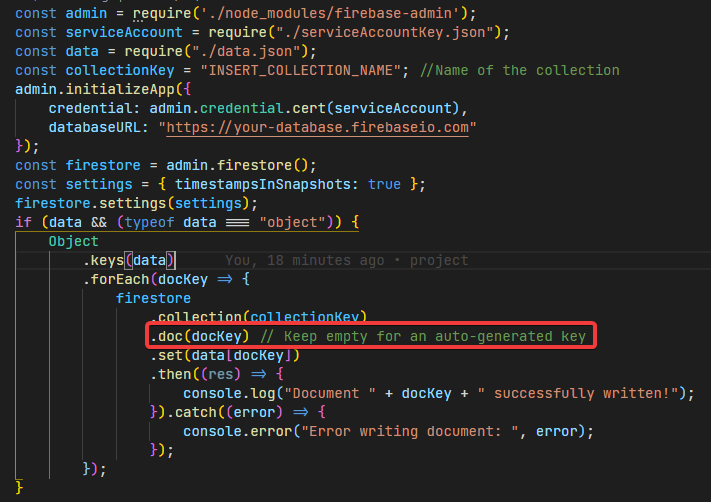 const admin = require('./node_modules/firebase-admin');
const serviceAccount = require("./serviceAccountKey.json");
const data = require("./data.json");
const collectionKey = "INSERT_COLLECTION_NAME"; //Name of the collection
admin.initializeApp({
    credential: admin.credential.cert(serviceAccount),
    databaseURL: "https://your-database.firebaseio.com"
});
const firestore = admin.firestore();
const settings = { timestampsInSnapshots: true };
firestore.settings(settings);
if (data && (typeof data === "object")) {
    Object
        .keys(data) You, 18 minutes ago • project
        .forEach(docKey => {
            firestore
                .collection(collectionKey)
                .doc(docKey) // Keep empty for an auto-generated key
                .set(data[docKey])
                .then((res) => {
                    console.log("Document " + docKey + " successfully written!");
                }).catch((error) => {
                    console.error("Error writing document: ", error);
                });
        });
}